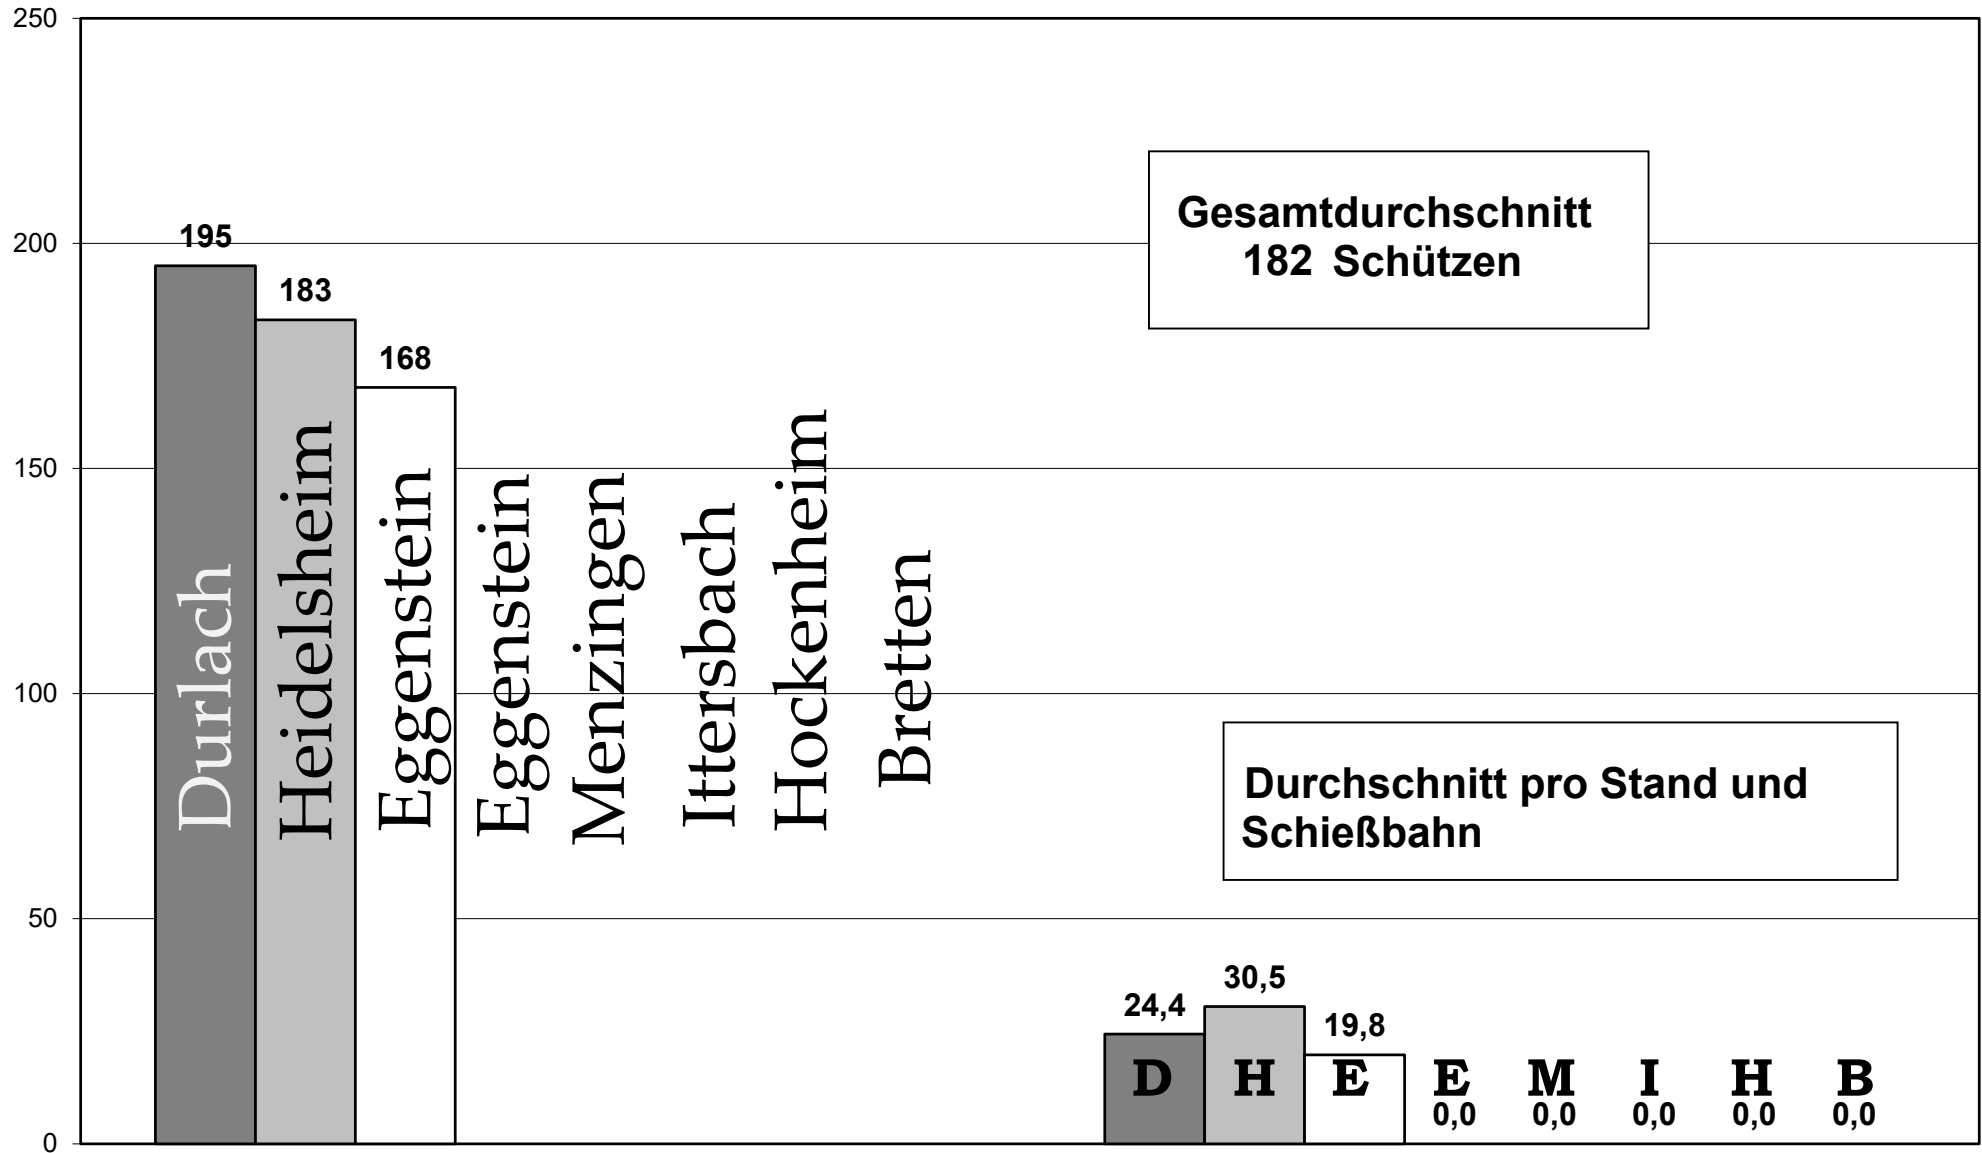 250
200
150
100
50
0
195
183
168
Durlach
Heidelsheim
Eggenstein
Eggenstein
Menzingen
Ittersbach
Hockenheim
Bretten
Gesamtdurchschnitt
182 Schützen
Durchschnitt pro Stand und
Schießbahn
24,4
30,5
19,8
D H E E M I H B
0,0 0,0 0,0 0,0 0,0